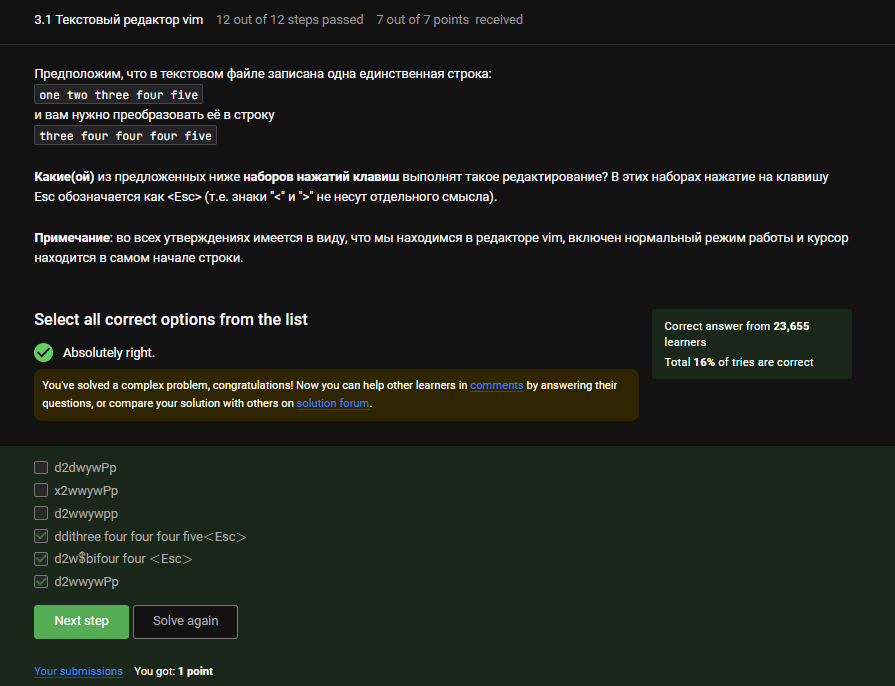 3.1 Текстовый редактор vim 12 out of 12 steps passed 7 out of 7 points received
Предположим, что в текстовом файле записана одна единственная строка:
one two three four five
и вам нужно преобразовать её в строку
three four four four five
Какие(ой) из предложенных ниже наборов нажатий клавиш выполнят такое редактирование? В этих наборах нажатие на клавишу
Esc обозначается как <Esc> (т.е. знаки "<" и ">" не несут отдельного смысла).
Примечание: во всех утверждениях имеется в виду, что мы находимся в редакторе vim, включен нормальный режим работы и курсор
находится в самом начале строки.
Select all correct options from the list
Absolutely right.
You've solved a complex problem, congratulations! Now you can help other learners in comments by answering their
questions, or compare your solution with others on solution forum.
Correct answer from 23,655
learners
Total 16% of tries are correct
d2dwywPp
x2wwywPp
d2wwywpp
ddithree four four four five<Esc>
d2w$bifour four <Esc>
d2wwywPp
Next step
Solve again
Your submissions You got: 1 point